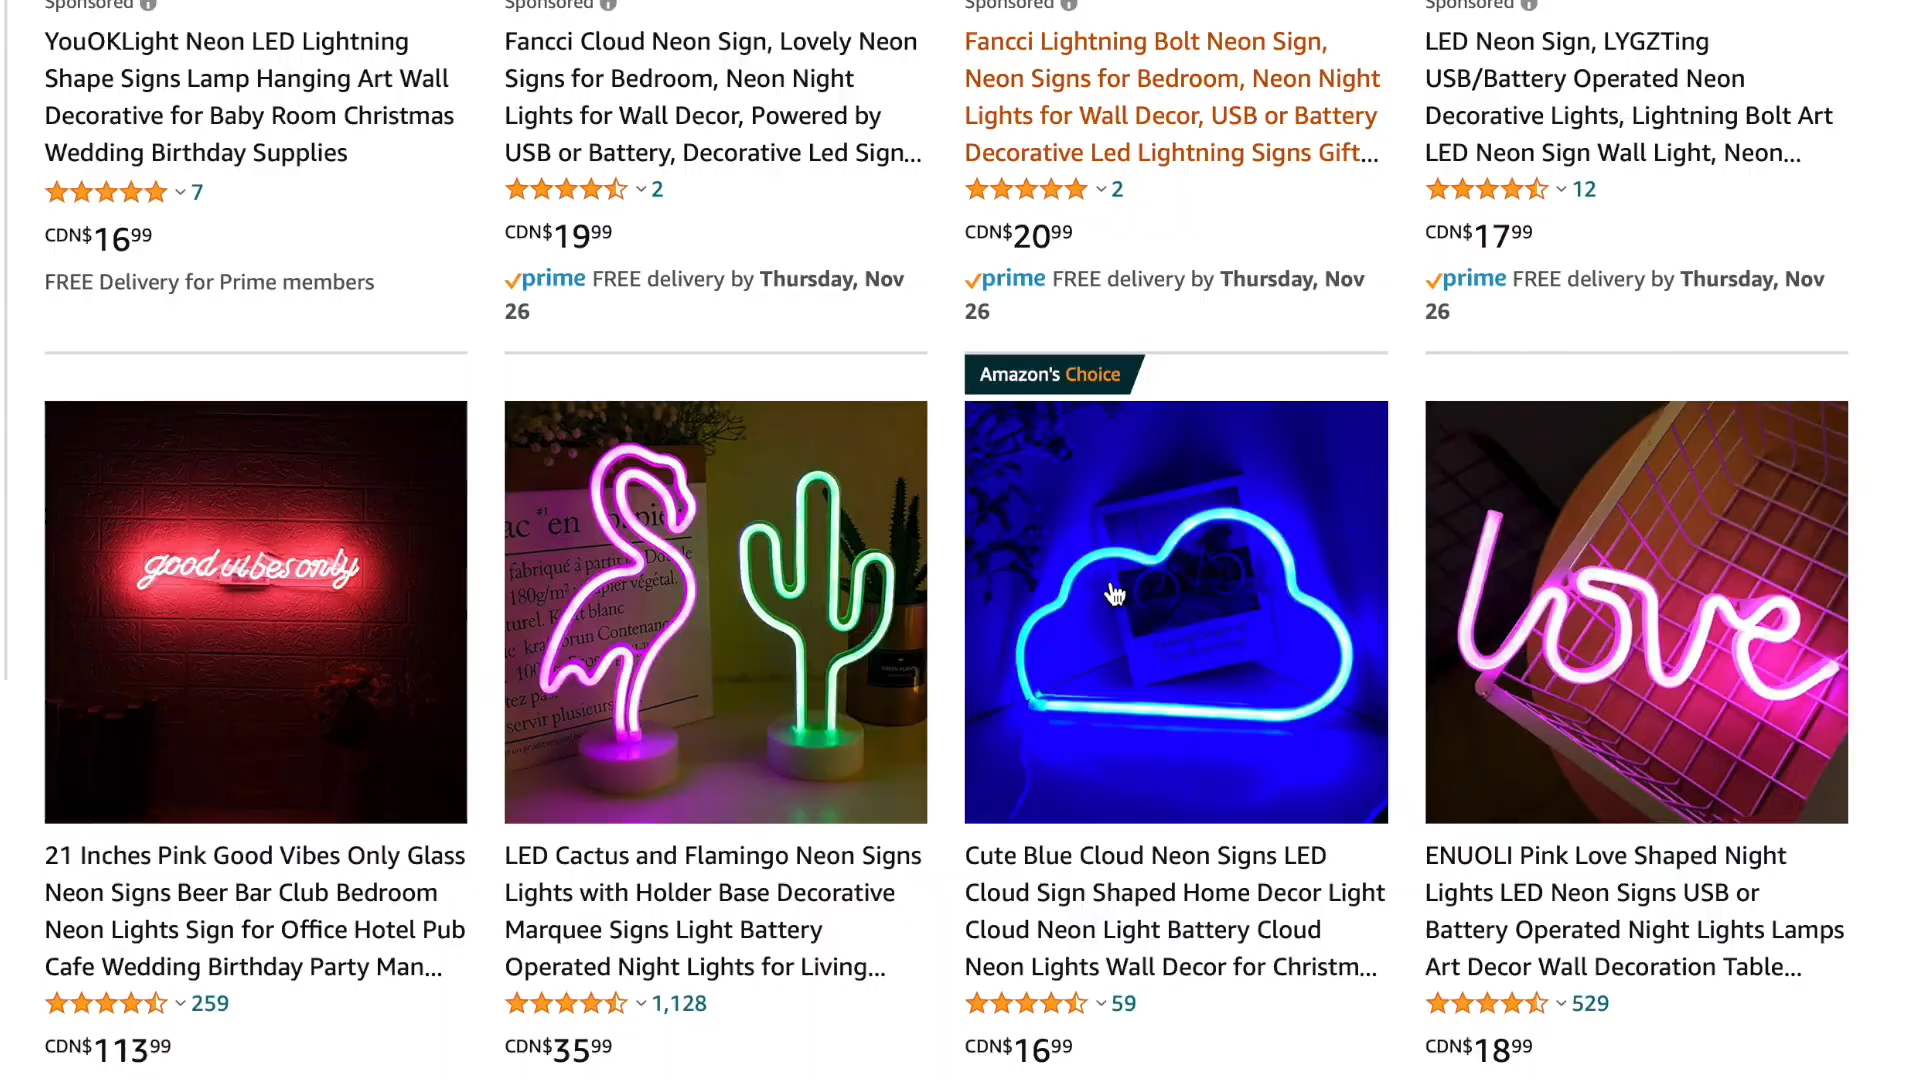 Sponsored
Sponsored
Sponsored
Sponsored
YouOKLight Neon LED Lightning
Shape Signs Lamp Hanging Art Wall
Decorative for Baby Room Christmas
Wedding Birthday Supplies
7
CDN$16 99
FREE Delivery for Prime members
Fancci Cloud Neon Sign, Lovely Neon
Signs for Bedroom, Neon Night
Lights for Wall Decor, Powered by
USB or Battery, Decorative Led Sign...
2
CDN$19 99
prime FREE delivery by Thursday, Nov
26
Fancci Lightning Bolt Neon Sign,
Neon Signs for Bedroom, Neon Night
Lights for Wall Decor, USB or Battery
Decorative Led Lightning Signs Gift...
2
CDN$20 99
prime FREE delivery by Thursday, Nov
26
LED Neon Sign, LYGZTing
USB/Battery Operated Neon
Decorative Lights, Lightning Bolt Art
LED Neon Sign Wall Light, Neon...
12
CDN$17 99
prime FREE delivery by Thursday, Nov
26
good vibes only
21 Inches Pink Good Vibes Only Glass
Neon Signs Beer Bar Club Bedroom
Neon Lights Sign for Office Hotel Pub
Cafe Wedding Birthday Party Man...
259
CDN$113 99
#1
en
fabriqué à partir
180g/m²
végétal.
blanc
Contenan
servir plusieurs
LED Cactus and Flamingo Neon Signs
Lights with Holder Base Decorative
Marquee Signs Light Battery
Operated Night Lights for Living...
1,128
CDN$35 99
Amazon's Choice
Cute Blue Cloud Neon Signs LED
Cloud Sign Shaped Home Decor Light
Cloud Neon Light Battery Cloud
Neon Lights Wall Decor for Christm...
59
CDN$16 99
love
ENUOLI Pink Love Shaped Night
Lights LED Neon Signs USB or
Battery Operated Night Lights Lamps
Art Decor Wall Decoration Table...
529
CDN$18 99